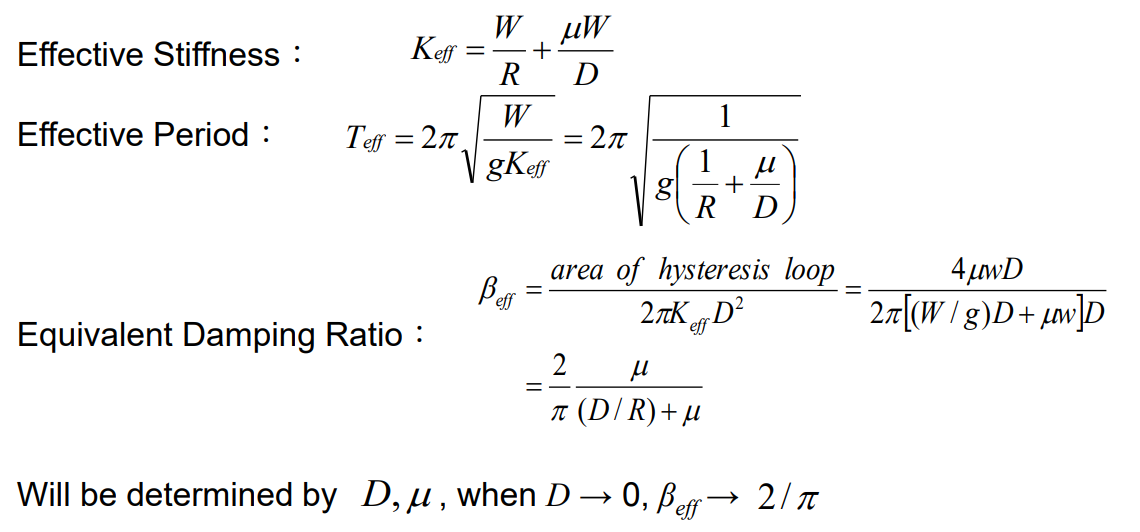 Effective Stiffness： K_eff = W/R + μW/D
Effective Period： T_eff = 2π√(W/(gK_eff)) = 2π√(1/(g(1/R + μ/D)))
Equivalent Damping Ratio： β_eff = area of hysteresis loop/(2πK_eff D²) = 4μwD/(2π[(W / g)D + μw]D)
= 2/π μ/((D / R) + μ)
Will be determined by D, μ, when D → 0, β_eff → 2/π